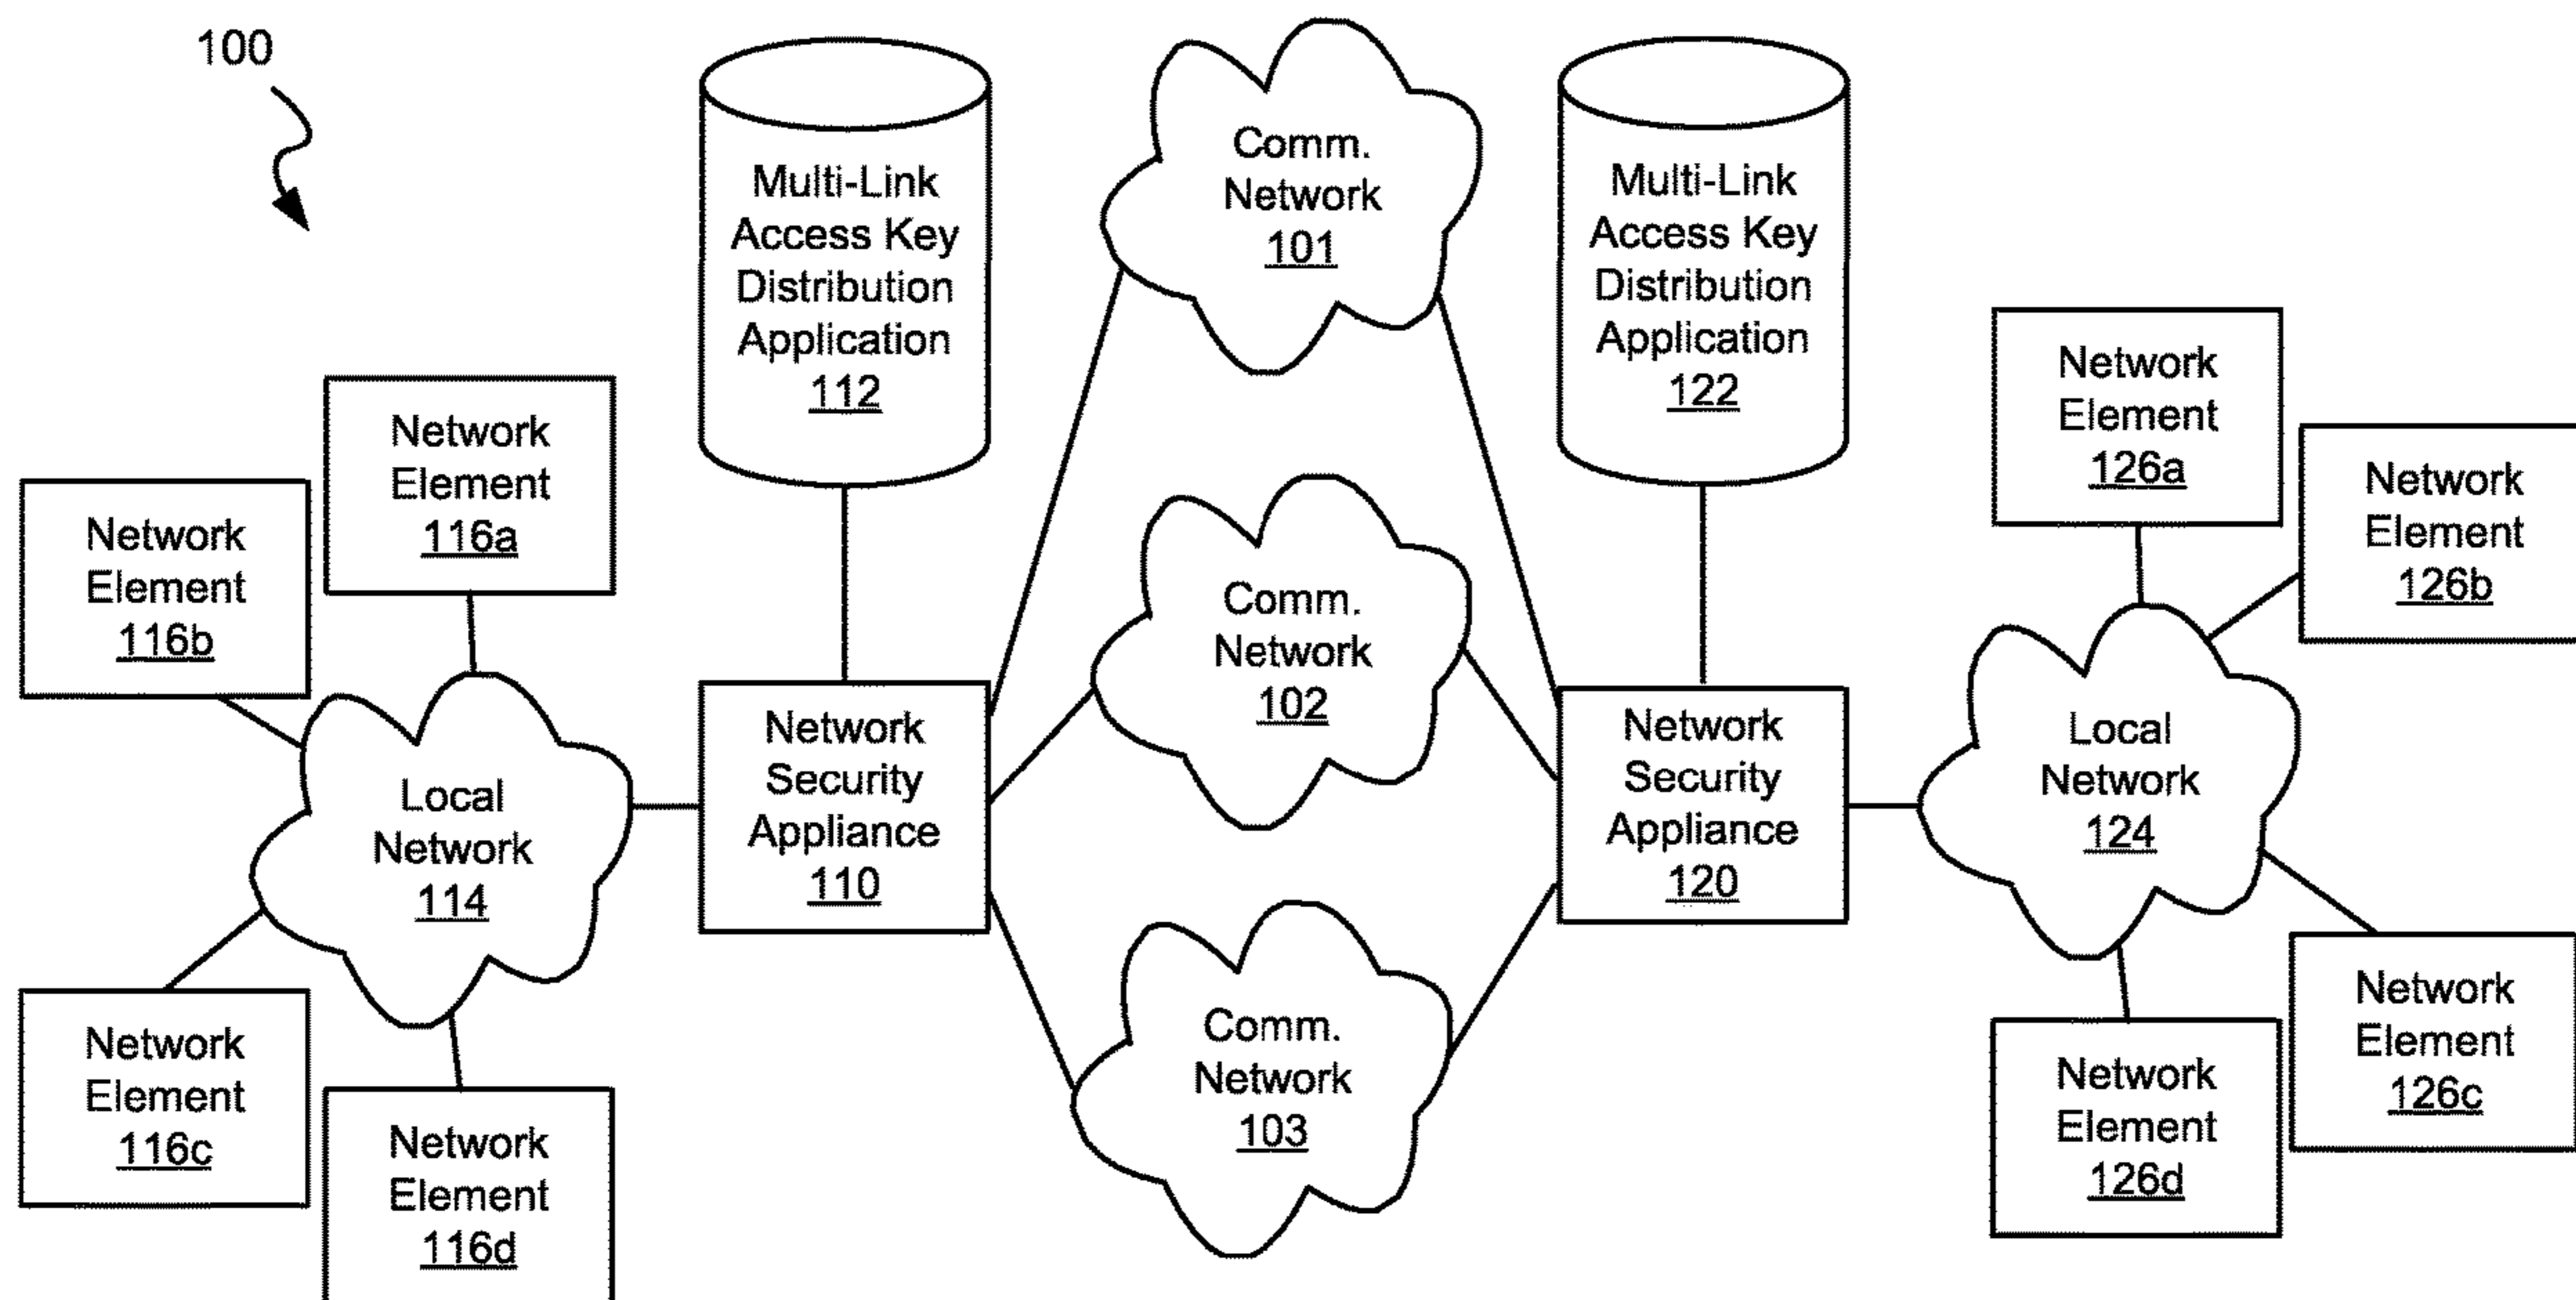 100
Multi-Link
Access Key
Distribution
Application
112
Comm.
Network
101
Multi-Link
Access Key
Distribution
Application
122
Network
Element
116a
Network
Element
116b
Network
Element
126a
Network
Element
126b
Comm.
Network
102
Local
Network
114
Network
Security
Appliance
110
Network
Security
Appliance
120
Local
Network
124
Network
Element
116c
Network
Element
116d
Comm.
Network
103
Network
Element
126c
Network
Element
126d